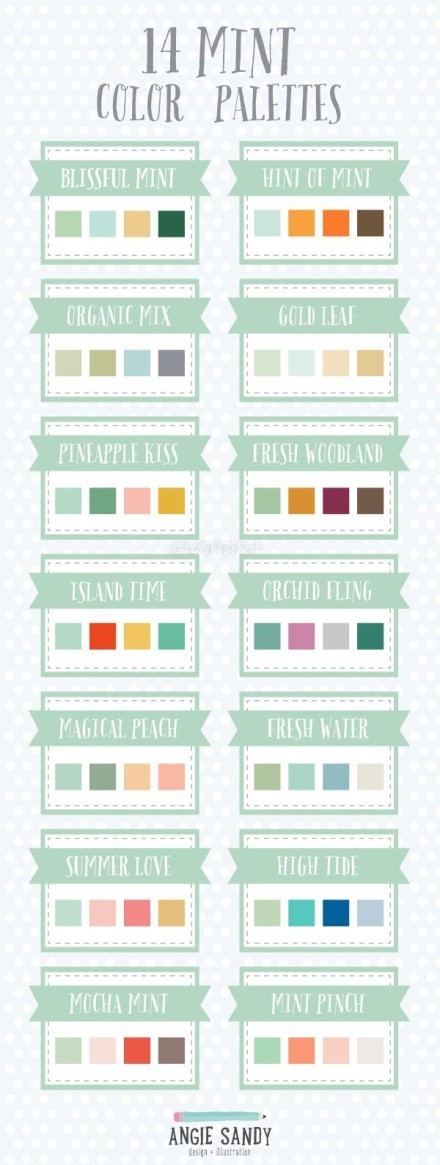 14 MINT
COLOR PALETTES
BLISSFUL MINT
HINT OF MINT
ORGANIC MIX
GOLD LEAF
PINEAPPLE KISS
FRESH WOODLAND
ISLAND TIME
ORCHID FLING
MAGICAL PEACH
FRESH WATER
SUMMER LOVE
HIGH TIDE
MOCHA MINT
MINT PINCH
ANGIE SANDY
design + illustration